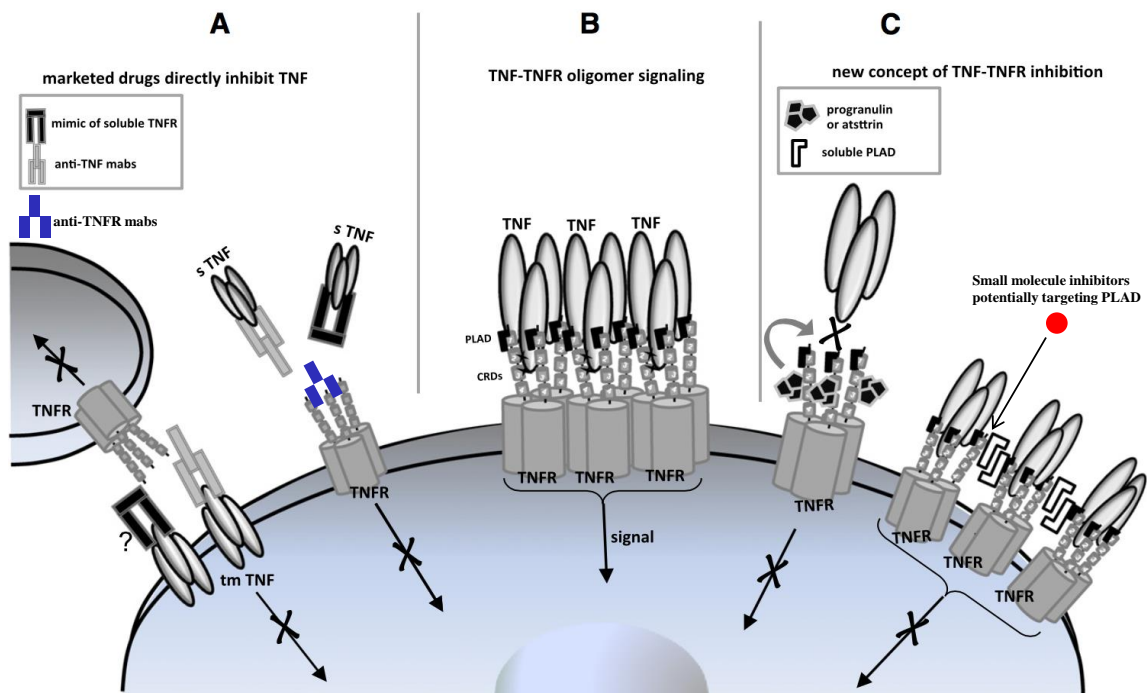 A
B
C
marketed drugs directly inhibit TNF
TNF-TNFR oligomer signaling
new concept of TNF-TNFR inhibition
mimic of soluble TNFR
anti-TNF mabs
anti-TNFR mabs
progranulin
or atsttrin
soluble PLAD
s TNF
s TNF
TNF
TNF
TNF
Small molecule inhibitors
potentially targeting PLAD
PLAD
CRDs
TNFR
TNFR
TNFR
TNFR
TNFR
TNFR
TNFR
TNFR
TNFR
signal
?
tm TNF